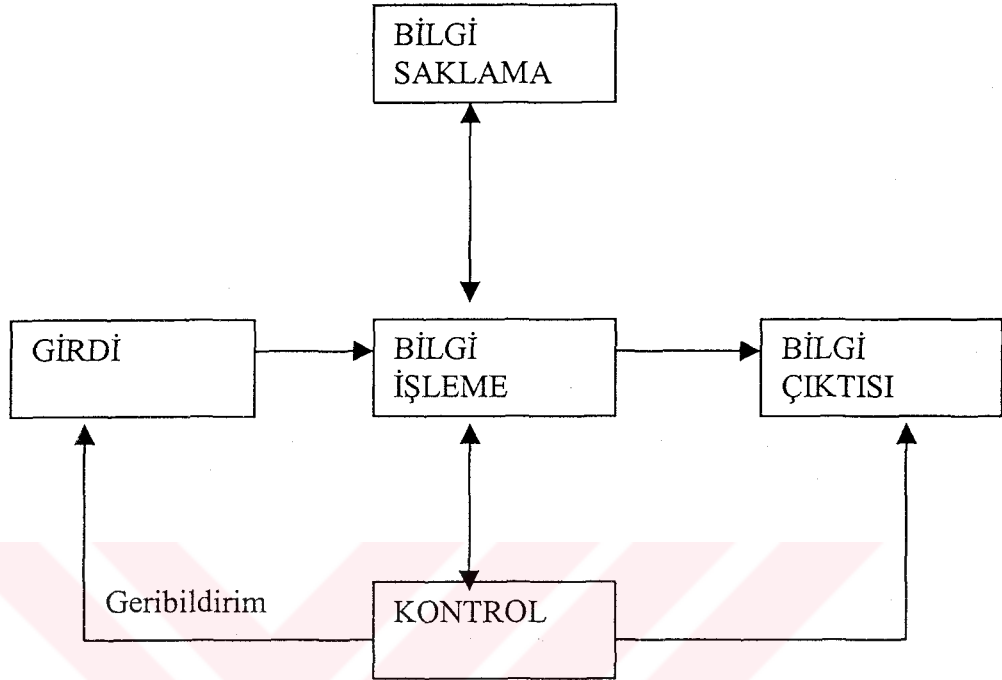 BİLGİ
SAKLAMA
GİRDİ
BİLGİ
İŞLEME
BİLGİ
ÇIKTISI
Geribildirim
KONTROL